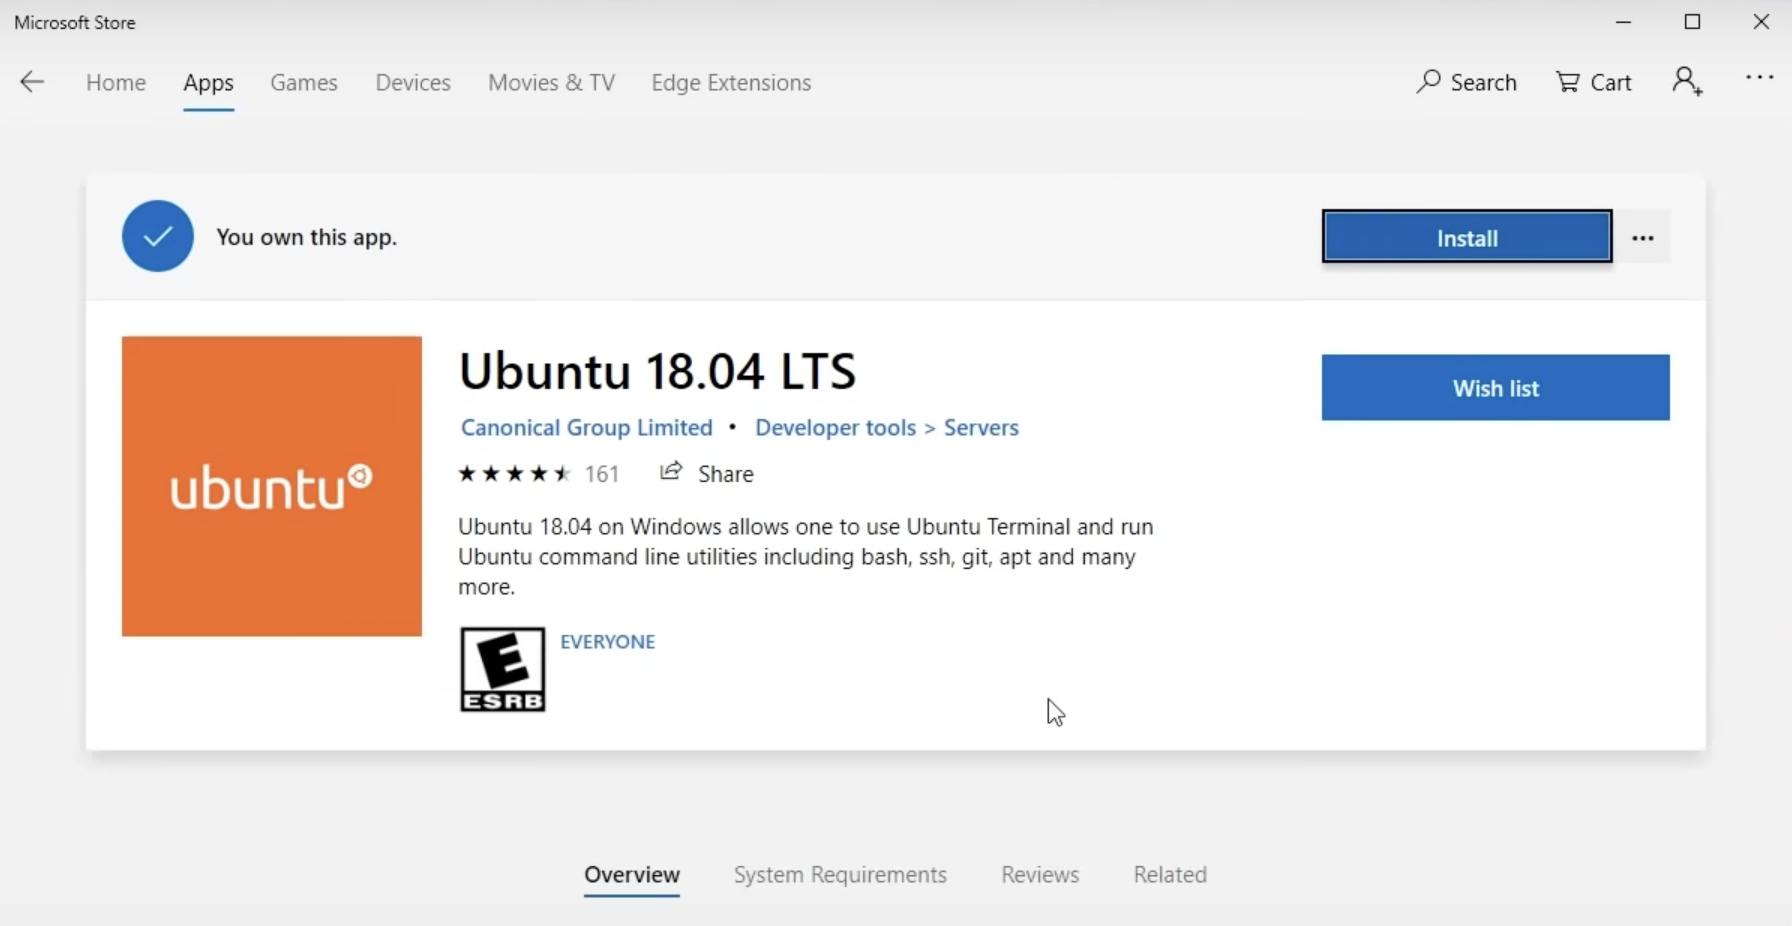 Microsoft Store
Home Apps Games Devices Movies & TV Edge Extensions Search Cart
You own this app.
Install
ubuntu
Ubuntu 18.04 LTS
Wish list
Canonical Group Limited • Developer tools > Servers
161 Share
Ubuntu 18.04 on Windows allows one to use Ubuntu Terminal and run
Ubuntu command line utilities including bash, ssh, git, apt and many
more.
E EVERYONE
ESRB
Overview System Requirements Reviews Related